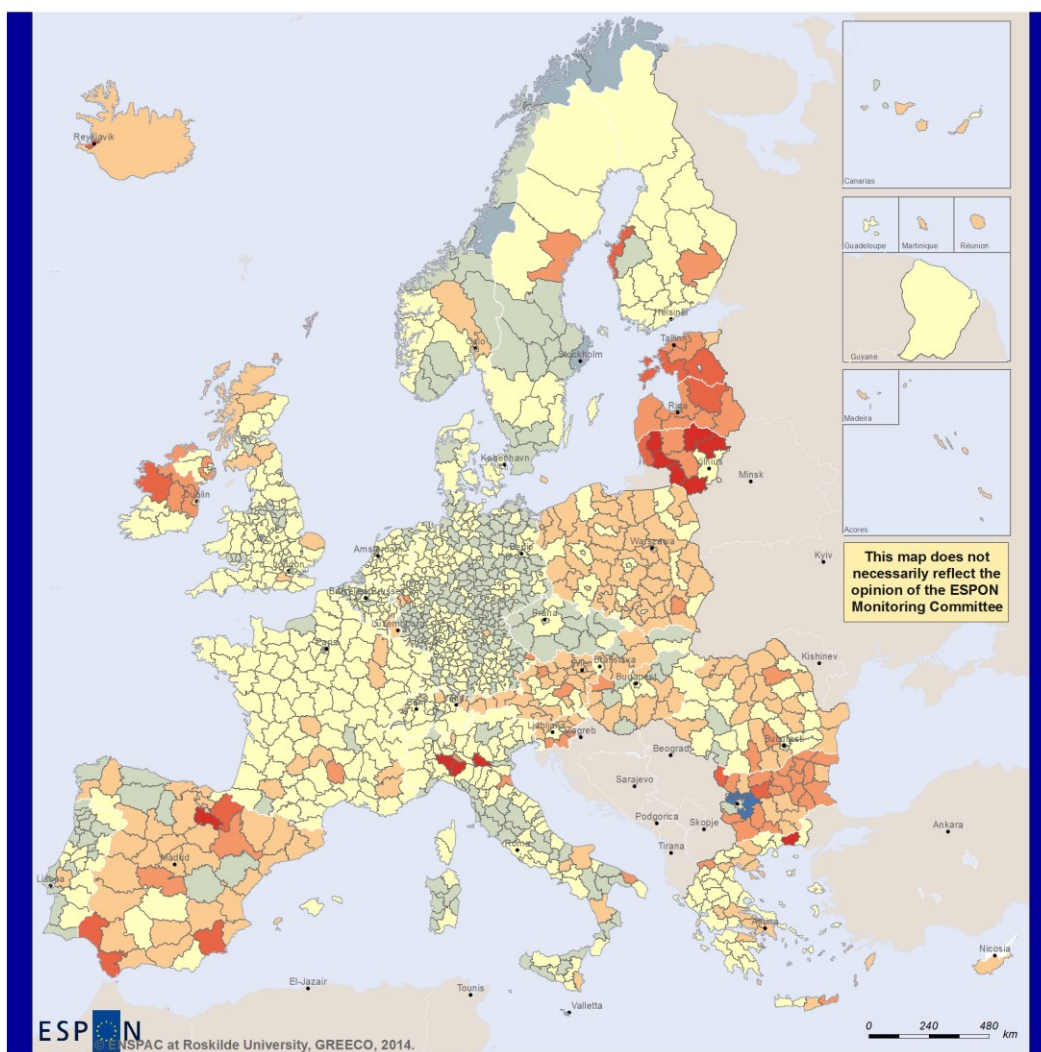 Reykjavik
Canarias
Guadeloupe
Martinique
Réunion
Guyane
Helsinki
Oslo
Tallinn
Stockholm
Madeira
Riga
Acores
København
Vilnius
Minsk
Dublin
This map does not
necessarily reflect the
opinion of the ESPON
Monitoring Committee
Amsterdam
Berlin
Warszawa
London
Kyiv
Praha
Luxembourg
Paris
Wien
Bratislava
Kishinev
Budapest
Ljubljana
Zagreb
Bucuresti
Beograd
Sarajevo
Podgorica
Skopje
Ankara
Tirana
Roma
Madrid
Lisboa
Athina
Nicosia
El-Jazair
Tounis
Valletta
ESPON
© ENSPAC at Roskilde University, GREECO, 2014.
0 240 480
km